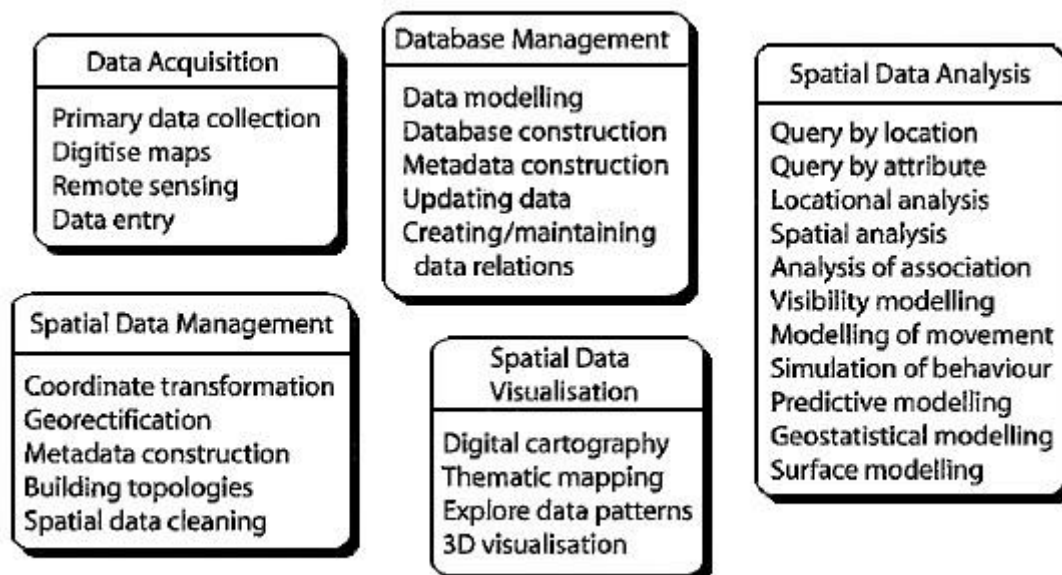 Data Acquisition
Primary data collection
Digitise maps
Remote sensing
Data entry
Database Management
Data modelling
Database construction
Metadata construction
Updating data
Creating/maintaining
data relations
Spatial Data Analysis
Query by location
Query by attribute
Locational analysis
Spatial analysis
Analysis of association
Visibility modelling
Modelling of movement
Simulation of behaviour
Predictive modelling
Geostatistical modelling
Surface modelling
Spatial Data Management
Coordinate transformation
Georectification
Metadata construction
Building topologies
Spatial data cleaning
Spatial Data
Visualisation
Digital cartography
Thematic mapping
Explore data patterns
3D visualisation